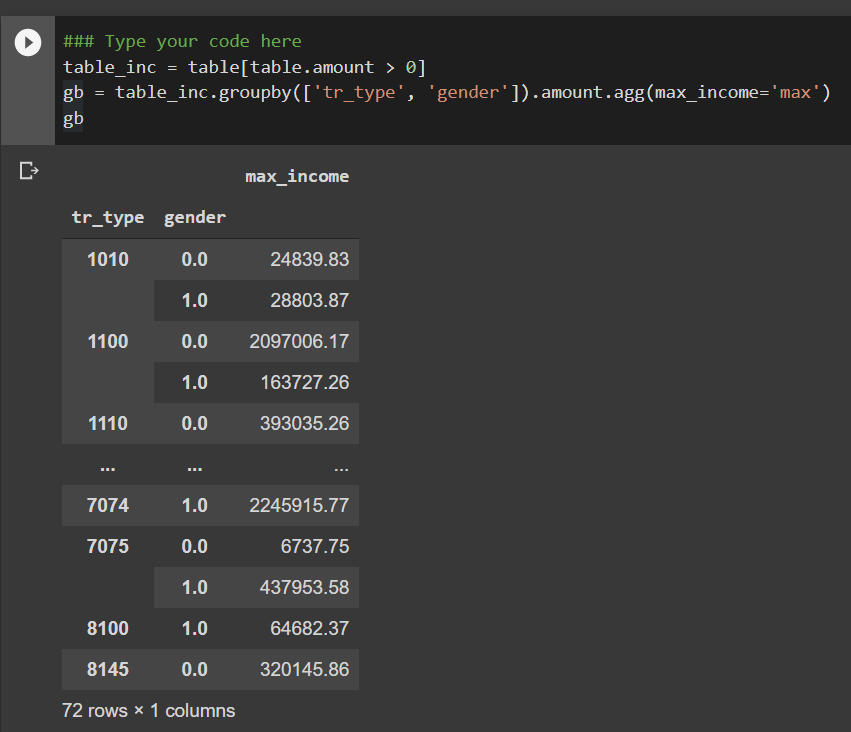 ### Type your code here
table_inc = table[table.amount > 0]
gb = table_inc.groupby(['tr_type', 'gender']).amount.agg(max_income='max')
gb
max_income
tr_type gender
1010 0.0 24839.83
1.0 28803.87
1100 0.0 2097006.17
1.0 163727.26
1110 0.0 393035.26
... ... ...
7074 1.0 2245915.77
7075 0.0 6737.75
1.0 437953.58
8100 1.0 64682.37
8145 0.0 320145.86
72 rows × 1 columns